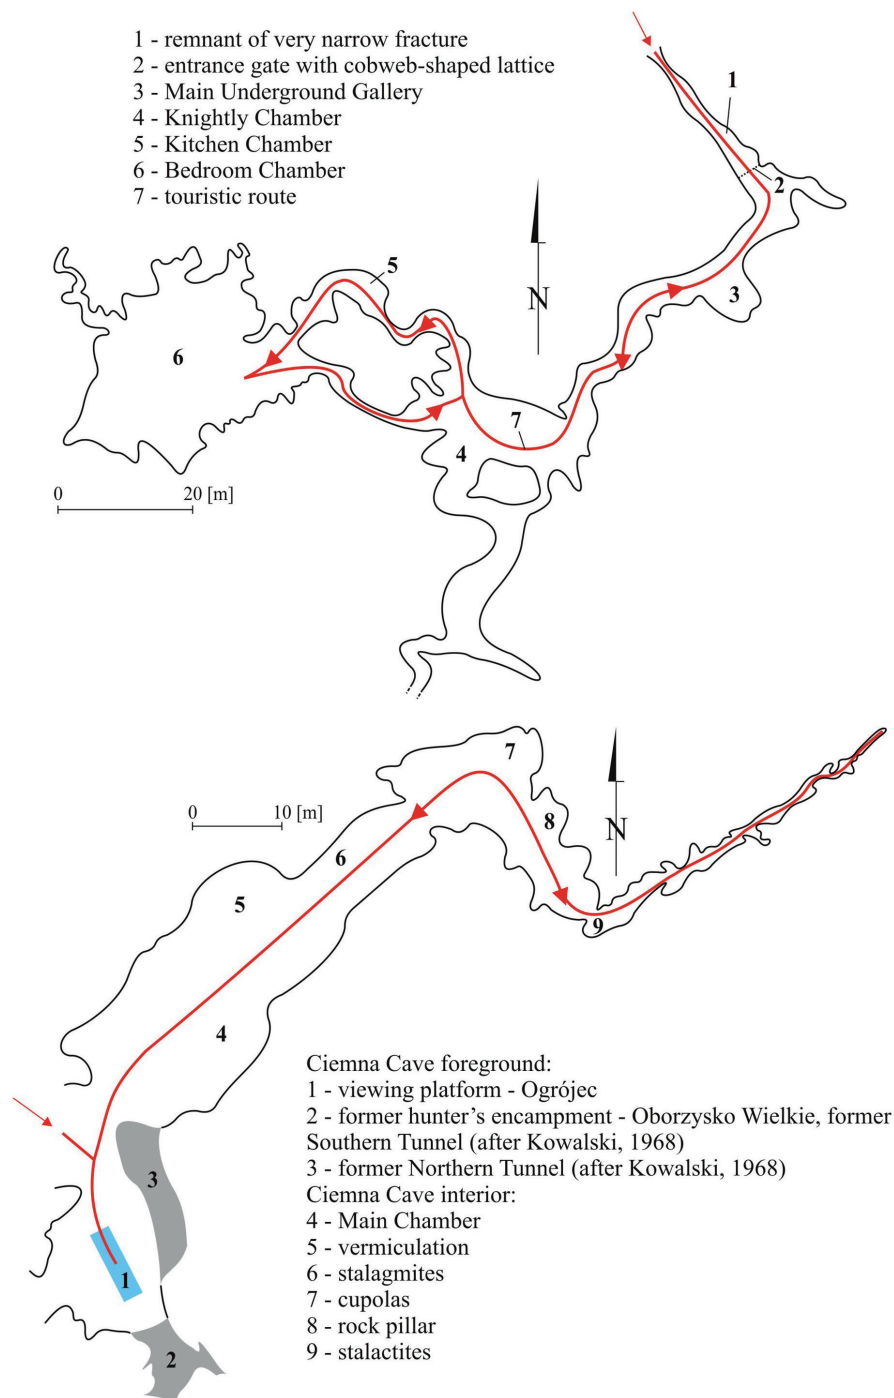 1 - remnant of very narrow fracture
2 - entrance gate with cobweb-shaped lattice
3 - Main Underground Gallery
4 - Knightly Chamber
5 - Kitchen Chamber
6 - Bedroom Chamber
7 - touristic route
1
2
3
5
N
6
7
4
0 20 [m]
7
0 10 [m]
8
N
6
5
9
4
Ciemna Cave foreground:
1 - viewing platform - Ogrójec
2 - former hunter's encampment - Oborzysko Wielkie, former
Southern Tunnel (after Kowalski, 1968)
3 - former Northern Tunnel (after Kowalski, 1968)
Ciemna Cave interior:
4 - Main Chamber
5 - vermiculation
6 - stalagmites
7 - cupolas
8 - rock pillar
9 - stalactites
3
1
2